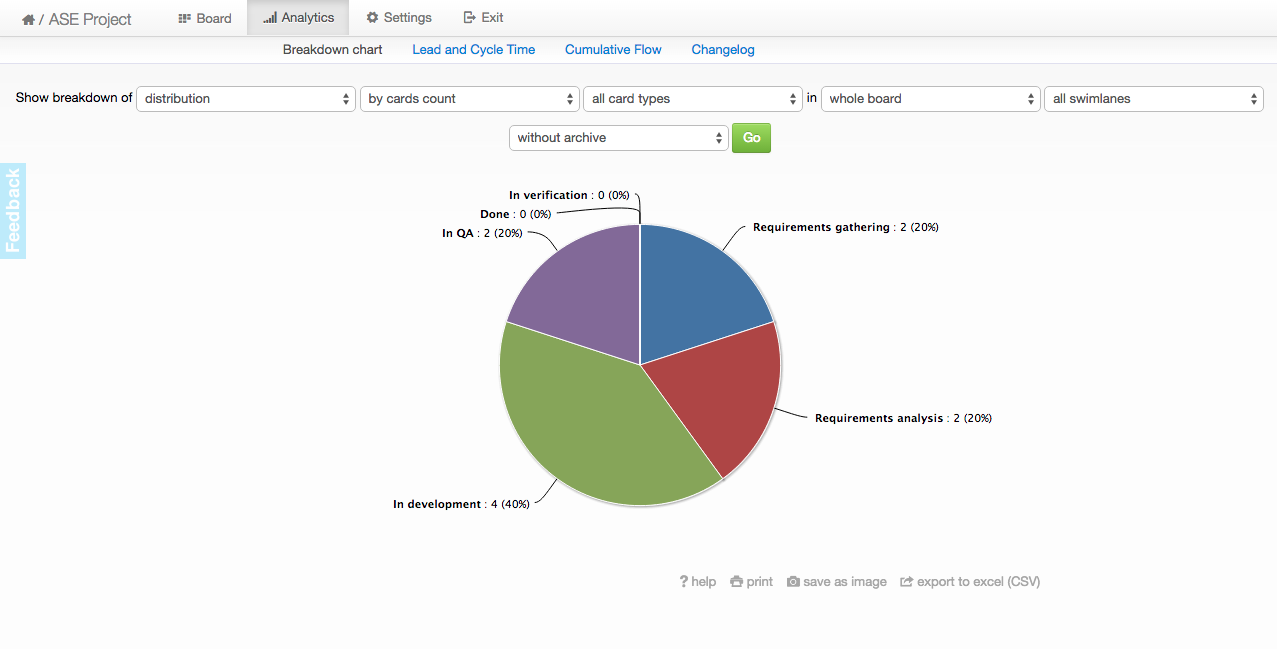 / ASE Project Board Analytics Settings Exit
Breakdown chart Lead and Cycle Time Cumulative Flow Changelog
Show breakdown of distribution by cards count all card types in whole board all swimlanes
without archive Go
Feedback
In verification : 0 (0%)
Done : 0 (0%)
In QA : 2 (20%)
Requirements gathering : 2 (20%)
Requirements analysis : 2 (20%)
In development : 4 (40%)
? help print save as image export to excel (CSV)